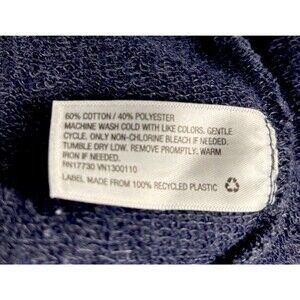 60% COTTON / 40% POLYESTER
MACHINE WASH COLD WITH LIKE COLORS. GENTLE
CYCLE. ONLY NON-CHLORINE BLEACH IF NEEDED.
TUMBLE DRY LOW. REMOVE PROMPTLY. WARM
IRON IF NEEDED.
RN17730 VN1300110
LABEL MADE FROM 100% RECYCLED PLASTIC